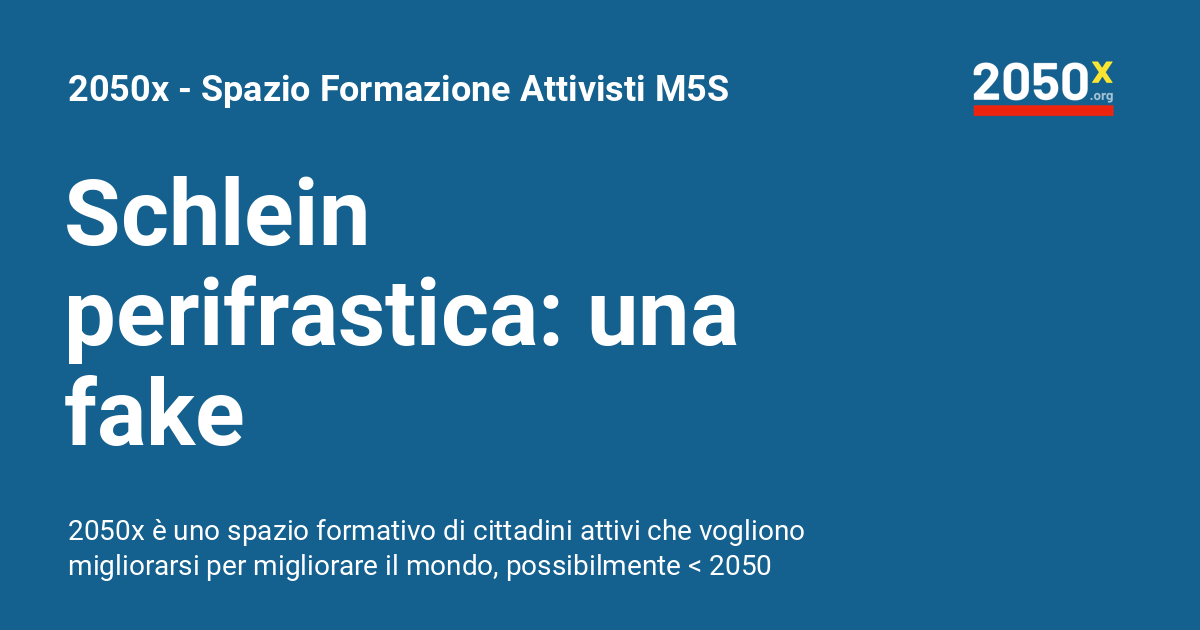 2050x - Spazio Formazione Attivisti M5S
2050x
.org
Schlein
perifrastica: una
fake
2050x è uno spazio formativo di cittadini attivi che vogliono
migliorarsi per migliorare il mondo, possibilmente < 2050